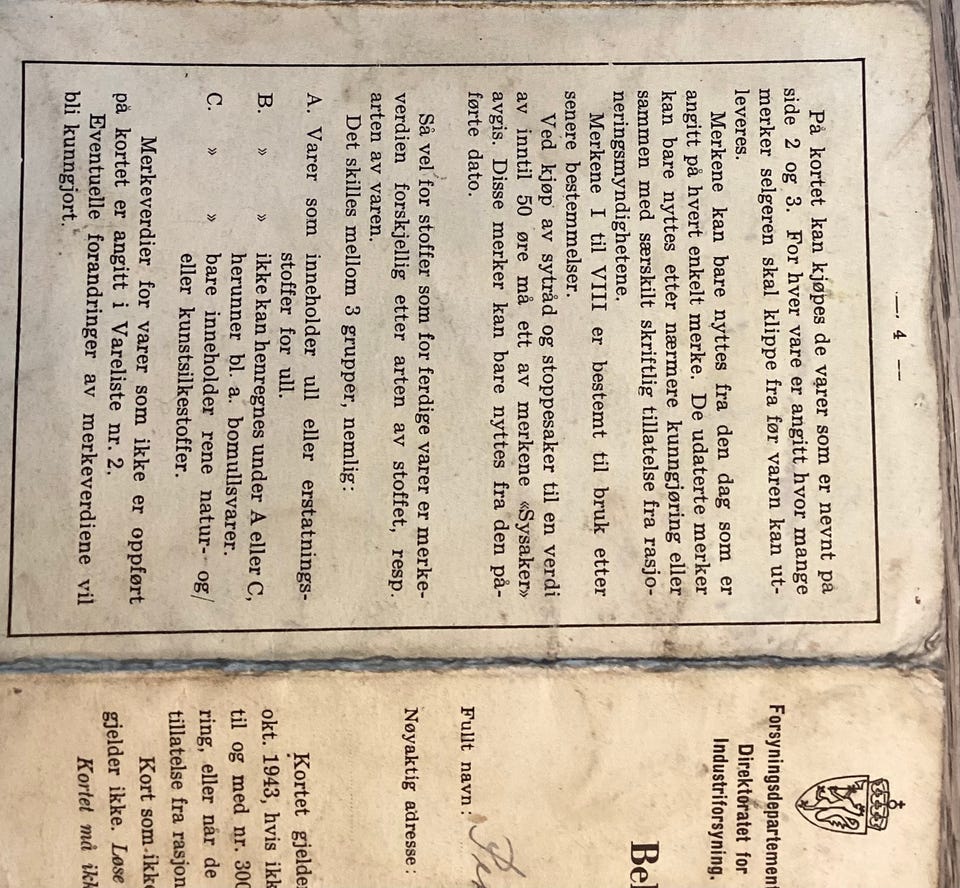 — 4 —
På kortet kan kjøpes de varer som er nevnt på
side 2 og 3. For hver vare er angitt hvor mange
merker selgeren skal klippe fra før varen kan ut-
leveres.
Merkene kan bare nyttes fra den dag som er
angitt på hvert enkelt merke. De udaterte merker
kan bare nyttes etter nærmere kunngjøring eller
sammen med særskilt skriftlig tillatelse fra rasjo-
neringsmyndighetene.
Merkene I til VIII er bestemt til bruk etter
senere bestemmelser.
Ved kjøp av sytråd og stoppesaker til en verdi
av inntil 50 øre må ett av merkene «Sysaker»
avgis. Disse merker kan bare nyttes fra den på-
førte dato.
Så vel for stoffer som for ferdige varer er merke-
verdien forskjellig etter arten av stoffet, resp.
arten av varen.
Det skilles mellom 3 grupper, nemlig:
A. Varer som inneholder ull eller erstatnings-
stoffer for ull.
B. » » ikke kan henregnes under A eller C,
herunner bl. a. bomullsvarer.
C. » » bare inneholder rene natur- og/
eller kunstsilkestoffer.
Merkeverdier for varer som ikke er oppført
på kortet er angitt i Vareliste nr. 2.
Eventuelle forandringer av merkeverdiene vil
bli kunngjort.
Forsyningsdepartement
Direktoratet for
Industriforsyning.
Bel
Fullt navn:
Nøyaktig adresse:
Kortet gjelder
okt. 1943, hvis ikk
til og med nr. 300
ring, eller når de
tillatelse fra rasjon
Kort som ikke
gjelder ikke. Løse
Kortet må ikk